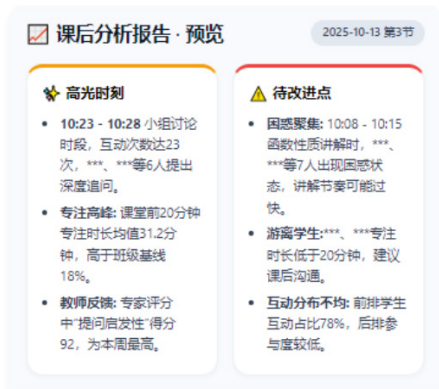 课后分析报告 · 预览
2025-10-13 第3节
高光时刻
10:23 - 10:28 小组讨论
时段，互动次数达23
次，***、***等6人提出
深度追问。
专注高峰: 课堂前20分钟
专注时长均值31.2分
钟，高于班级基线
18%。
教师反馈: 专家评分
中“提问启发性”得分
92，为本周最高。
待改进点
困惑聚集: 10:08 - 10:15
函数性质讲解时，***、
***等7人出现困惑状
态，讲解节奏可能过
快。
游离学生:***、***专注
时长低于20分钟，建议
课后沟通。
互动分布不均: 前排学生
互动占比78%，后排参
与度较低。